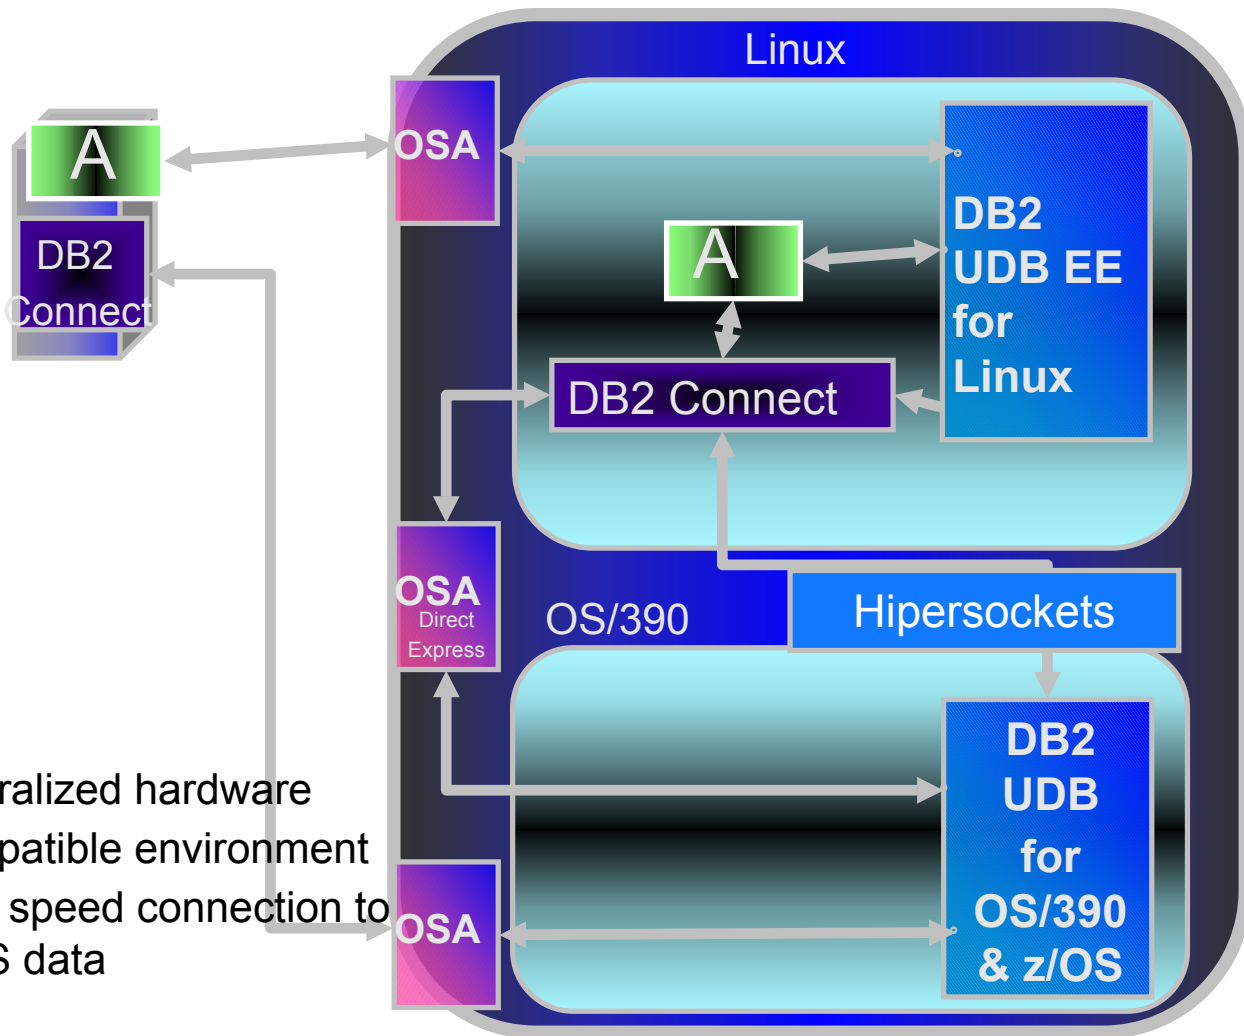 Linux
A
OSA
DB2
Connect
A
DB2
UDB EE
for
Linux
DB2 Connect
OSA
Direct
Express
OS/390
Hipersockets
DB2
UDB
for
OS/390
& z/OS
OSA
ralized hardware
patible environment
speed connection to
S data